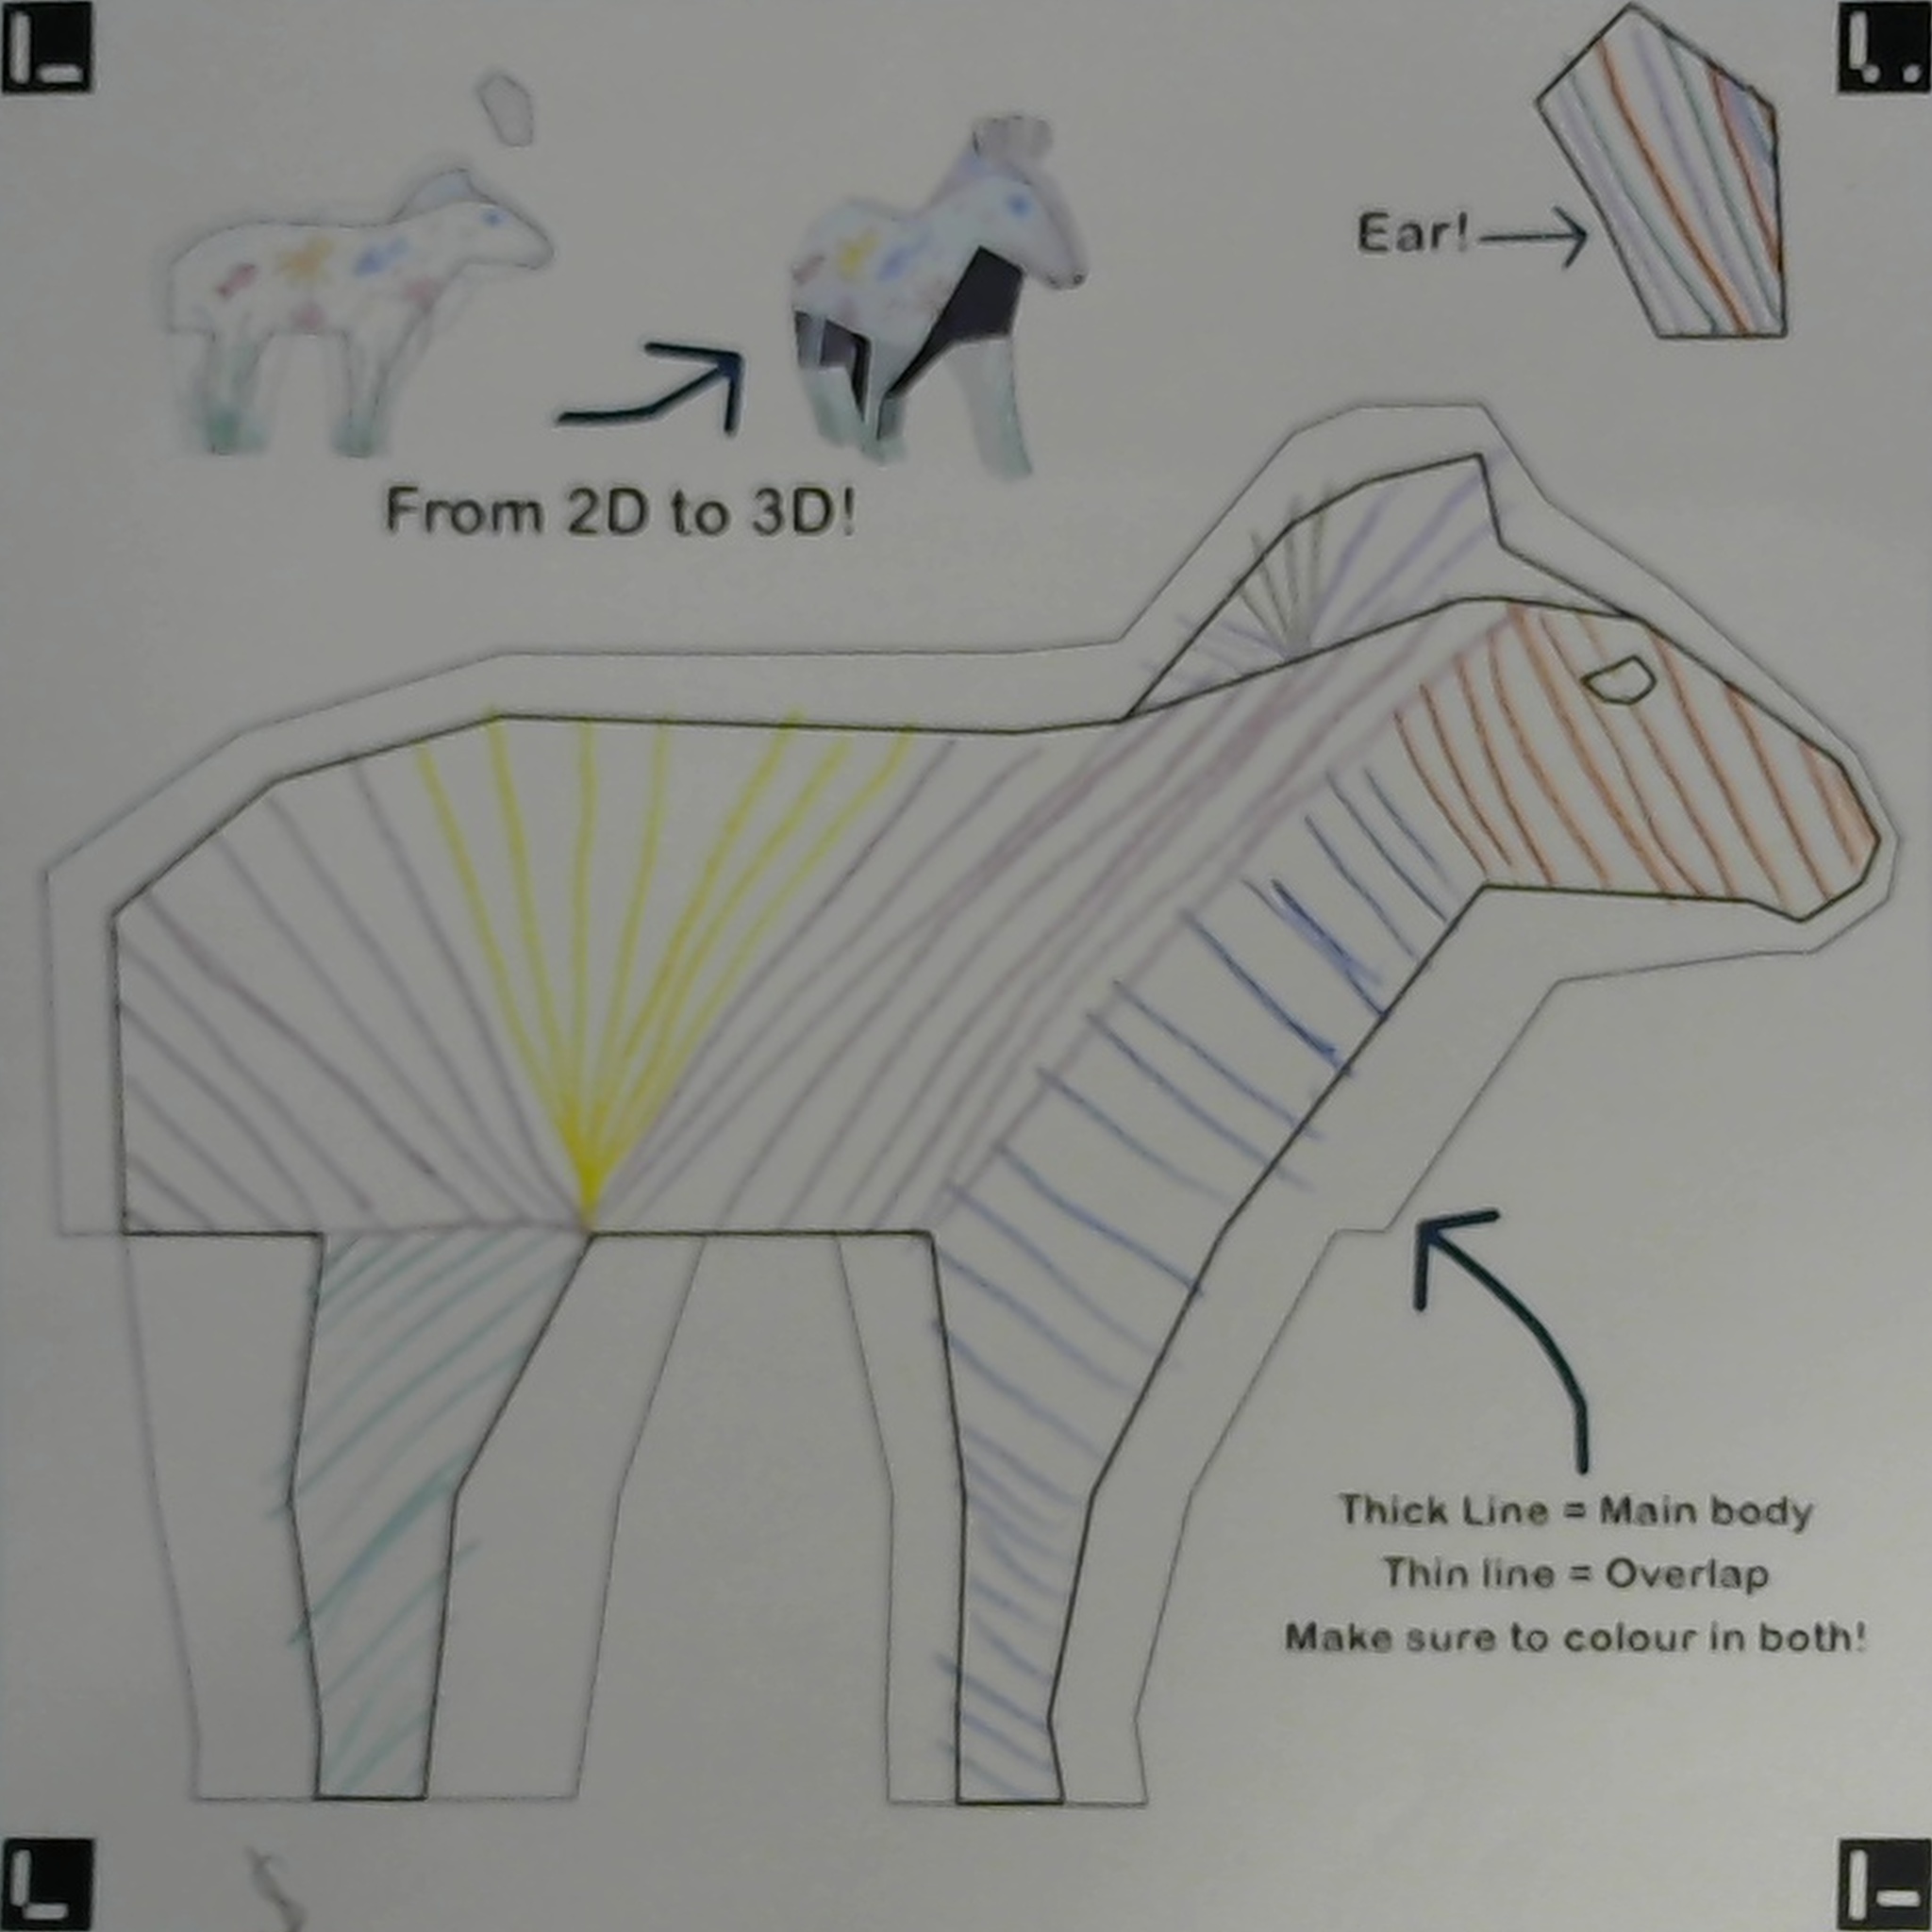 Ear!
From 2D to 3D!
Thick Line = Main body
Thin line = Overlap
Make sure to colour in both!